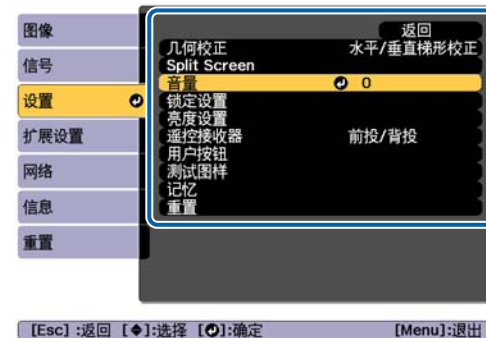 图像
信号
设置
扩展设置
网络
信息
重置
返回
几何校正 水平/垂直梯形校正
Split Screen
音量 0
锁定设置
亮度设置
遥控接收器 前投/背投
用户按钮
测试图样
记忆
重置
[Esc] :返回 [◆]:选择 [⏎]:确定 [Menu]:退出